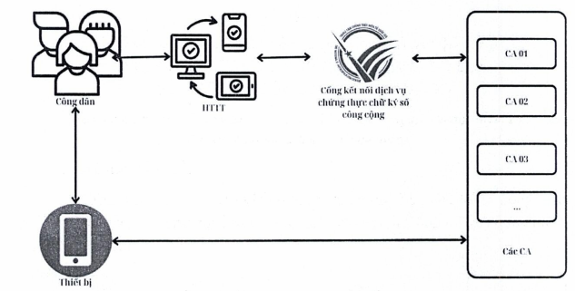 Công dân
HTTT
Cổng kết nối dịch vụ
chứng thực chữ ký số
công cộng
CA 01
CA 02
CA 03
...
Các CA
Thiết bị